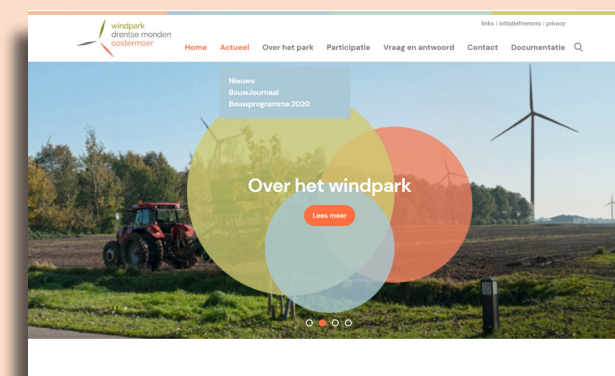 links | initiatiefnemers | privacy
windpark
drentse monden
oostermoer
Home Actueel Over het park Participatie Vraag en antwoord Contact Documentatie
Nieuws
BouwJournaal
Bouwprogramma 2020
Over het windpark
Lees meer